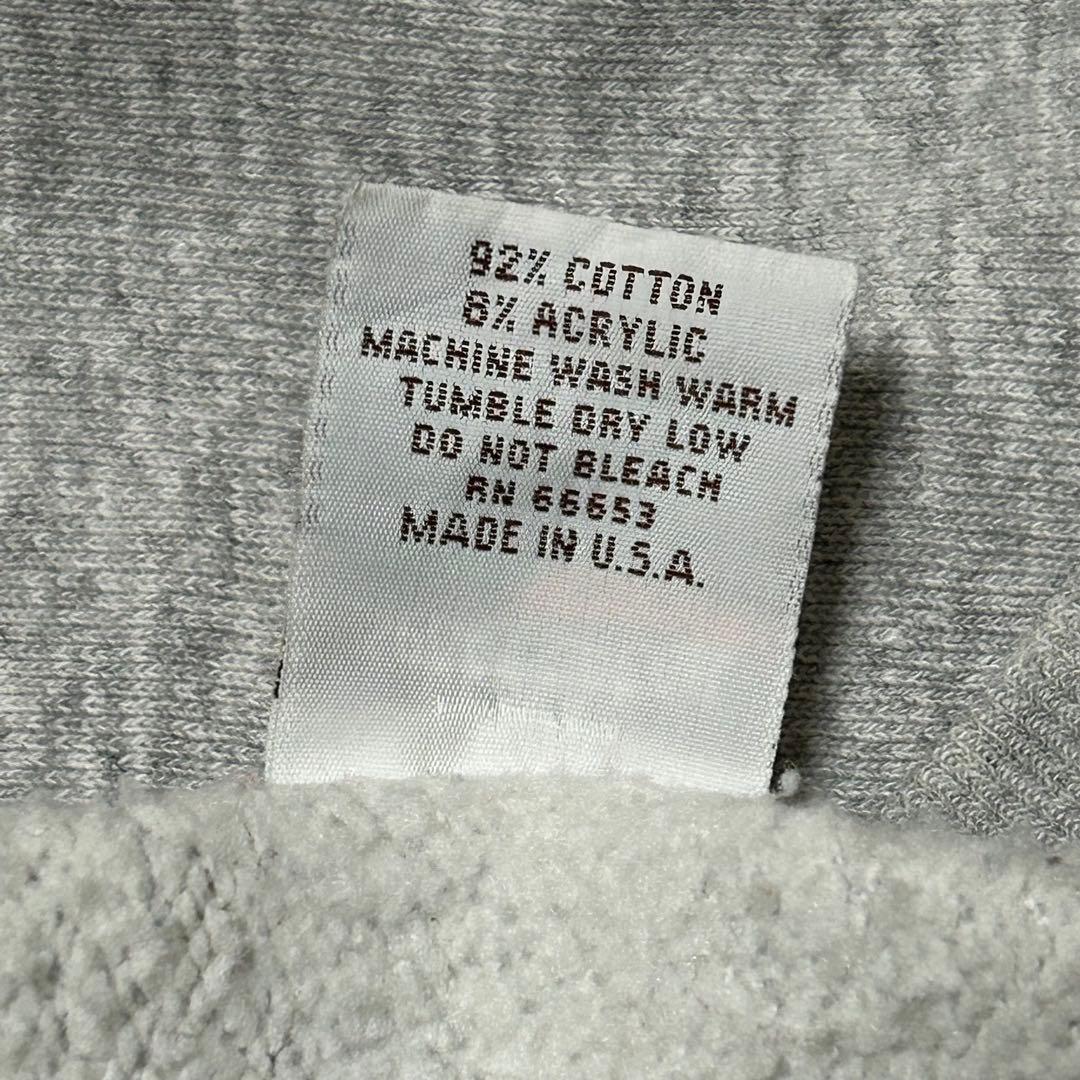 92% COTTON
8% ACRYLIC
MACHINE WASH WARM
TUMBLE DRY LOW
DO NOT BLEACH
RN 66653
MADE IN U.S.A.